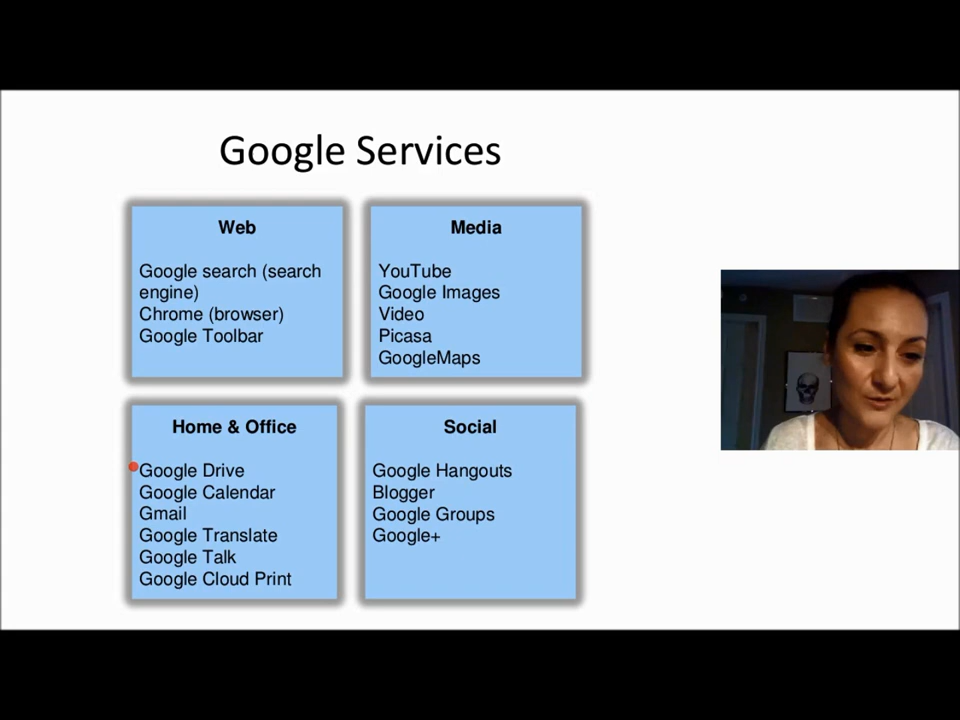 Google Services
Web
Google search (search
engine)
Chrome (browser)
Google Toolbar
Media
YouTube
Google Images
Video
Picasa
GoogleMaps
Home & Office
Google Drive
Google Calendar
Gmail
Google Translate
Google Talk
Google Cloud Print
Social
Google Hangouts
Blogger
Google Groups
Google+